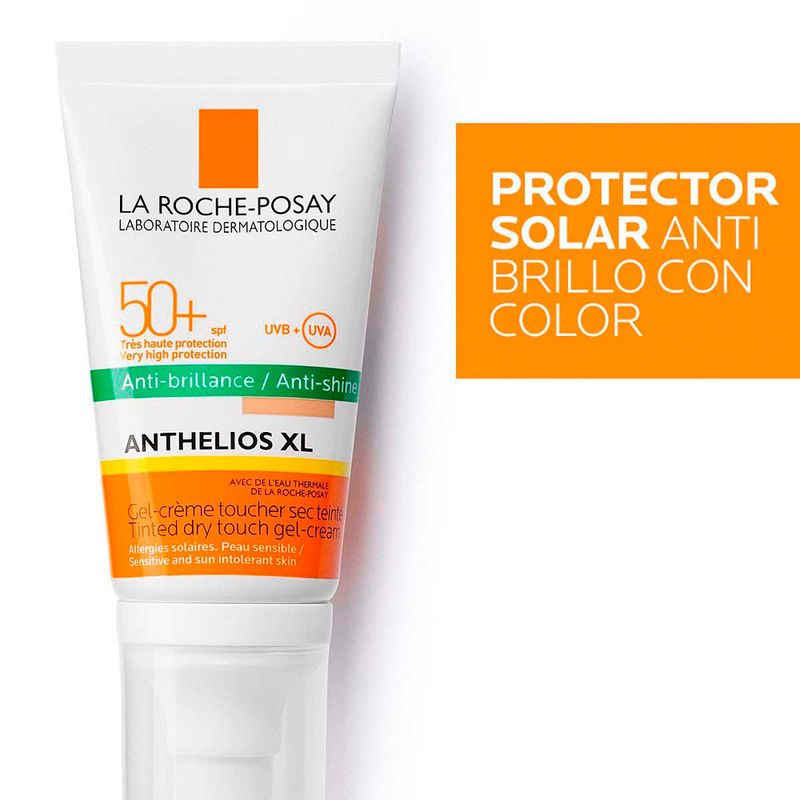 LA ROCHE-POSAY
LABORATOIRE DERMATOLOGIQUE
50+ spf
UVB + UVA
Très haute protection
Very high protection
Anti-brillance / Anti-shine
ANTHELIOS XL
AVEC DE L'EAU THERMALE
DE LA ROCHE-POSAY
Gel-crème toucher sec teinté
Tinted dry touch gel-cream
Allergies solaires. Peau sensible /
Sensitive and sun intolerant skin
PROTECTOR
SOLAR ANTI
BRILLO CON
COLOR